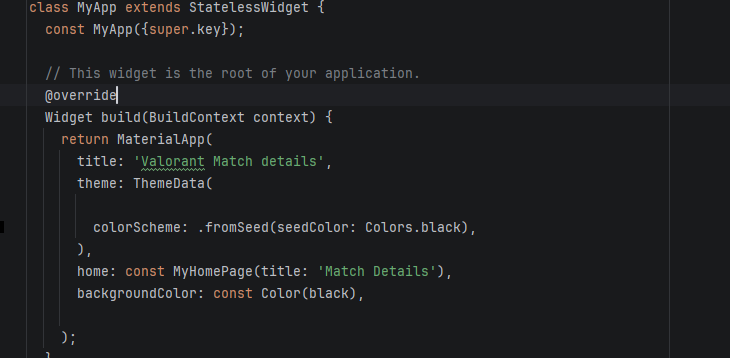 class MyApp extends StatelessWidget {
const MyApp({super.key});
// This widget is the root of your application.
@override
Widget build(BuildContext context) {
return MaterialApp(
title: 'Valorant Match details',
theme: ThemeData(
colorScheme: .fromSeed(seedColor: Colors.black),
),
home: const MyHomePage(title: 'Match Details'),
backgroundColor: const Color(black),
);
}